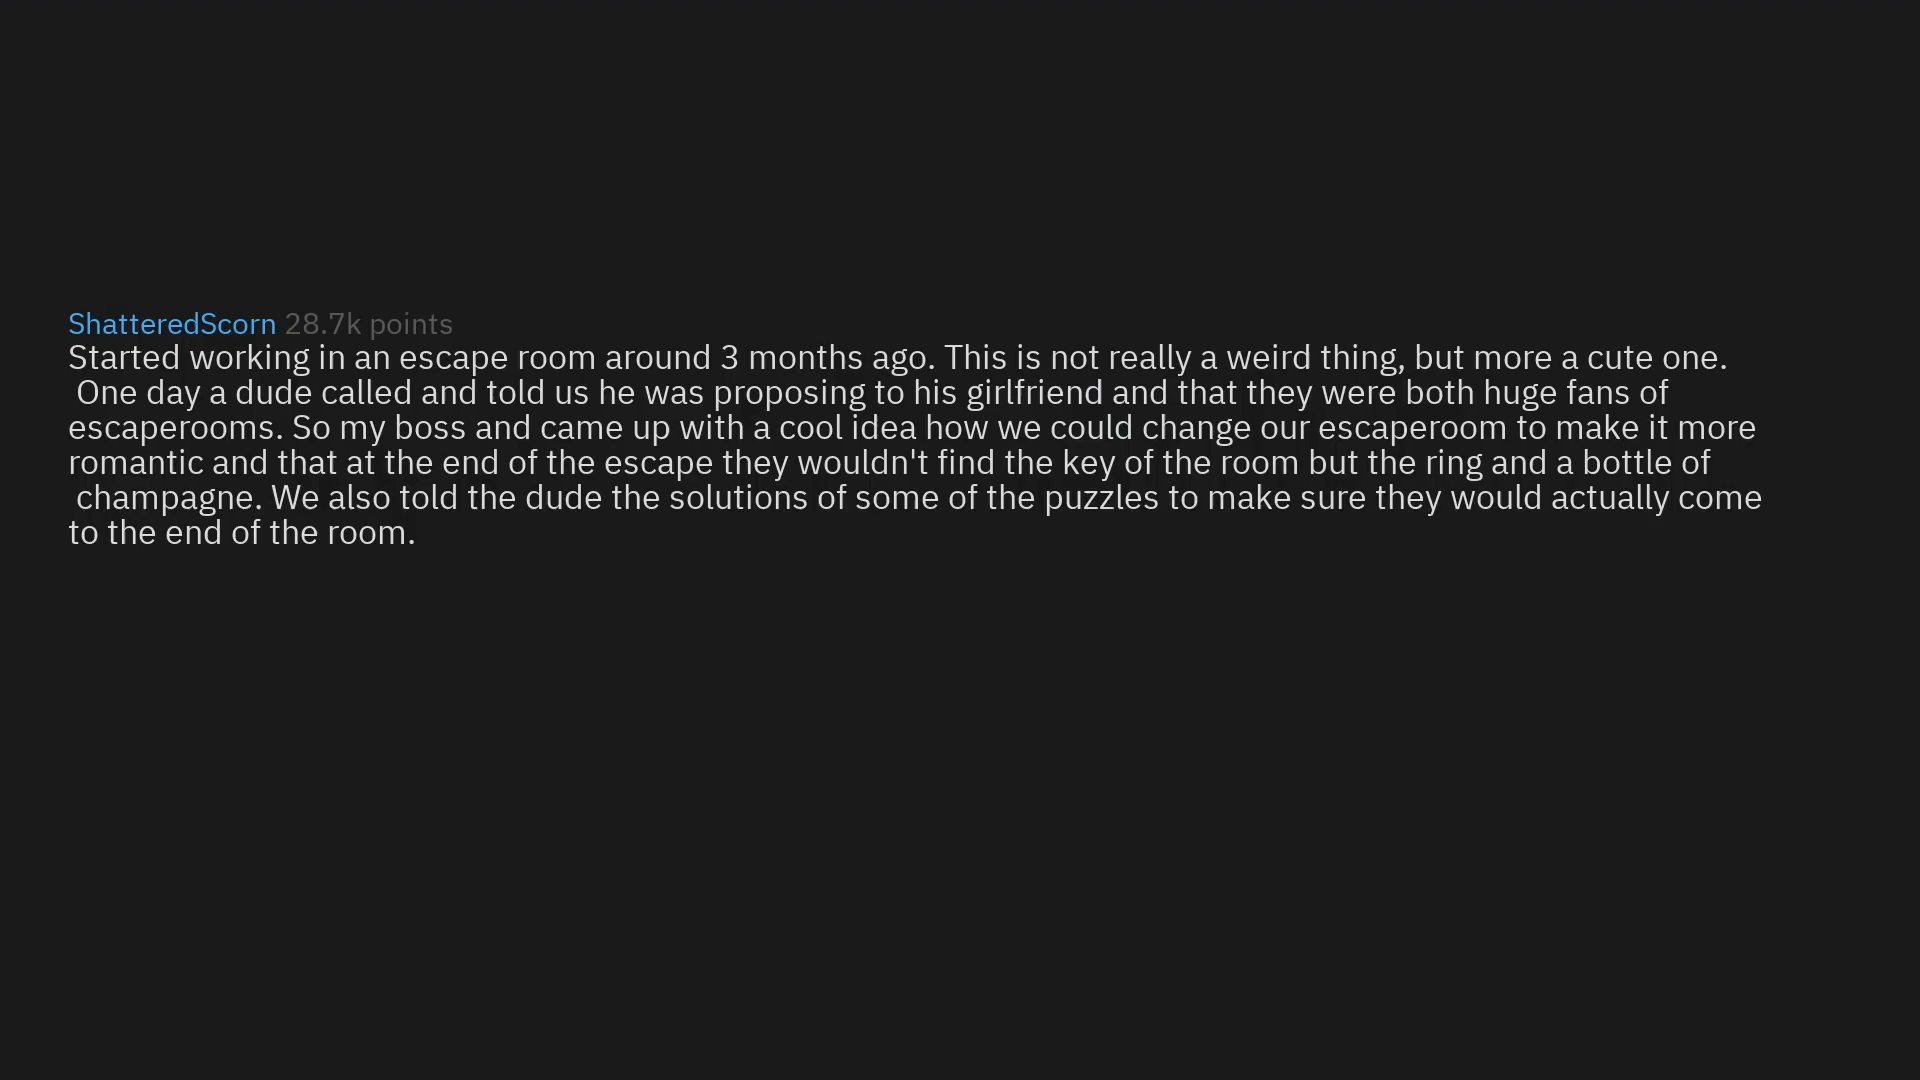 ShatteredScorn 28.7k points
Started working in an escape room around 3 months ago. This is not really a weird thing, but more a cute one.
One day a dude called and told us he was proposing to his girlfriend and that they were both huge fans of
escaperooms. So my boss and came up with a cool idea how we could change our escaperoom to make it more
romantic and that at the end of the escape they wouldn't find the key of the room but the ring and a bottle of
champagne. We also told the dude the solutions of some of the puzzles to make sure they would actually come
to the end of the room.